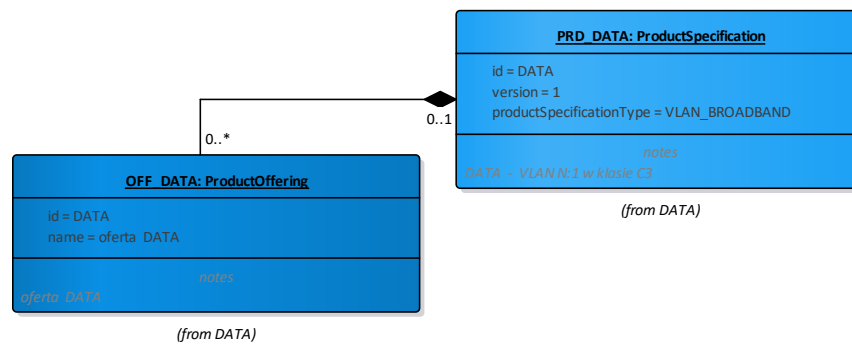 PRD_DATA: ProductSpecification
id = DATA
version = 1
productSpecificationType = VLAN_BROADBAND
notes
DATA - VLAN N:1 w klasie C3
(from DATA)
0..1
0..*
OFF_DATA: ProductOffering
id = DATA
name = oferta DATA
notes
oferta DATA
(from DATA)